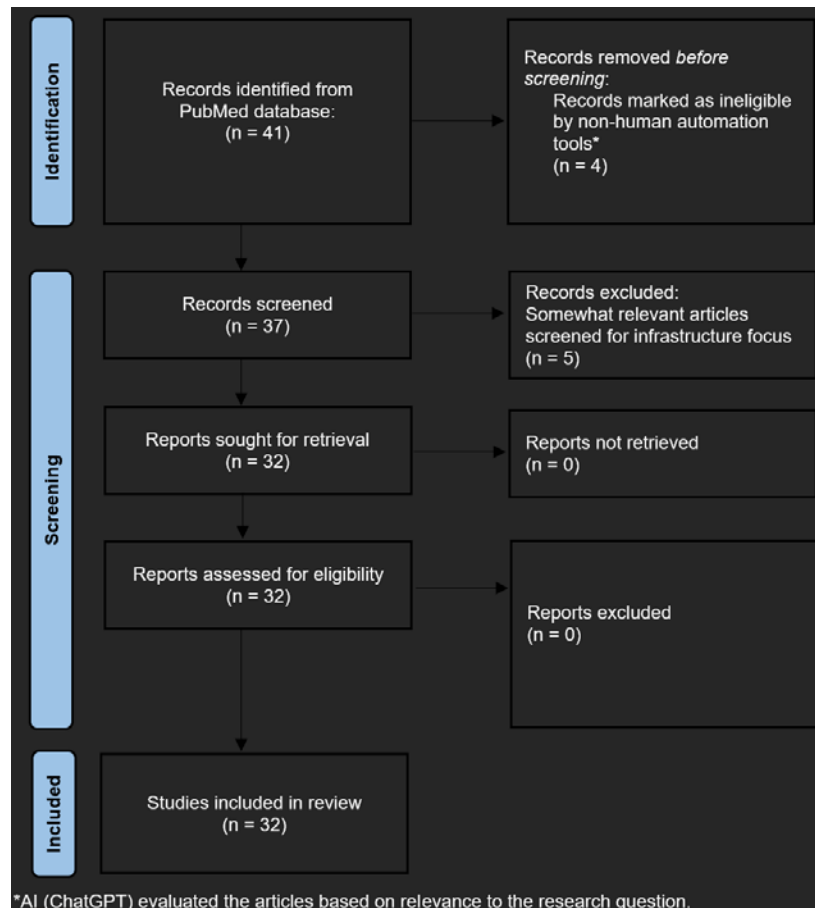 Identification
Records identified from
PubMed database:
(n = 41)
Records removed before
screening:
Records marked as ineligible
by non-human automation
tools*
(n = 4)
Screening
Records screened
(n = 37)
Records excluded:
Somewhat relevant articles
screened for infrastructure focus
(n = 5)
Reports sought for retrieval
(n = 32)
Reports not retrieved
(n = 0)
Reports assessed for eligibility
(n = 32)
Reports excluded
(n = 0)
Included
Studies included in review
(n = 32)
*AI (ChatGPT) evaluated the articles based on relevance to the research question.